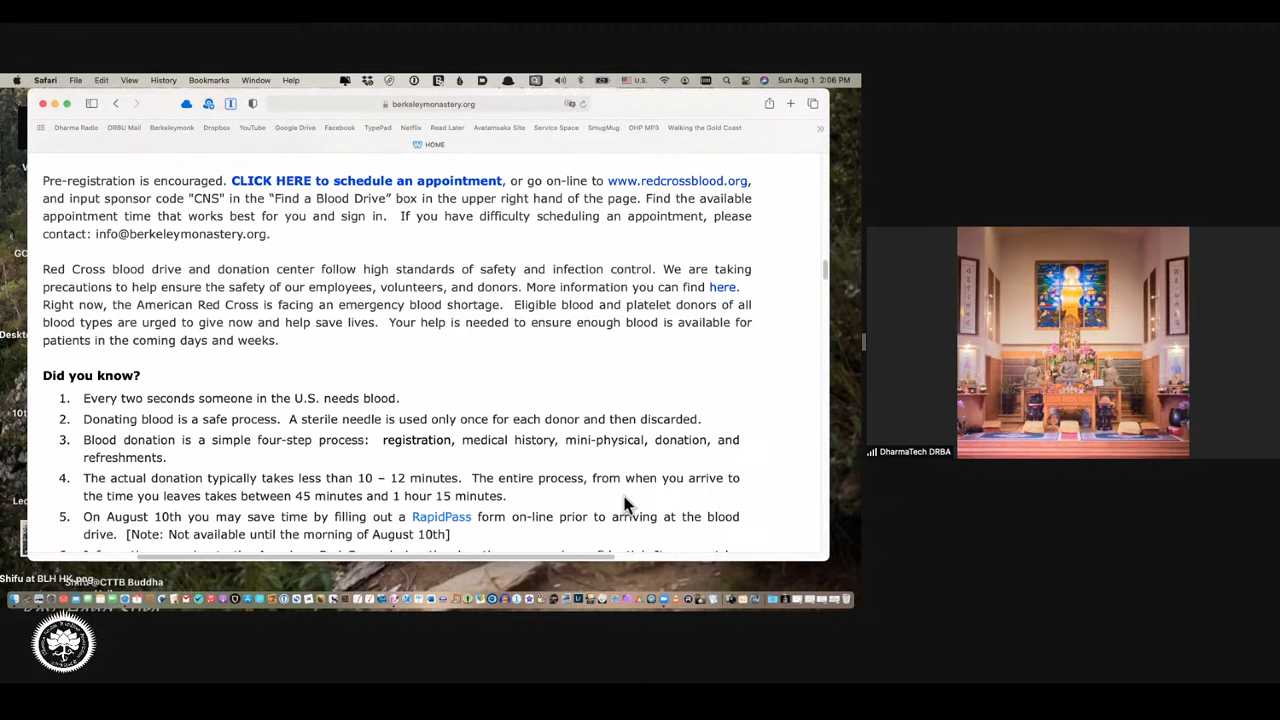 Safari File Edit View History Bookmarks Window Help U.S. Sun Aug 1 2:06 PM
berkeleymonastery.org
Dharma Radio DRBU Mail Berkeleymonk Dropbox YouTube Google Drive Facebook TypePad Netflix Read Later Avatamsaka Site Service Space SmugMug OHP MP3 Walking the Gold Coast
HOME
Pre-registration is encouraged. CLICK HERE to schedule an appointment, or go on-line to www.redcrossblood.org,
and input sponsor code "CNS" in the “Find a Blood Drive” box in the upper right hand of the page. Find the available
appointment time that works best for you and sign in. If you have difficulty scheduling an appointment, please
contact: info@berkeleymonastery.org.
Red Cross blood drive and donation center follow high standards of safety and infection control. We are taking
precautions to help ensure the safety of our employees, volunteers, and donors. More information you can find here.
Right now, the American Red Cross is facing an emergency blood shortage. Eligible blood and platelet donors of all
blood types are urged to give now and help save lives. Your help is needed to ensure enough blood is available for
patients in the coming days and weeks.
Did you know?
1. Every two seconds someone in the U.S. needs blood.
2. Donating blood is a safe process. A sterile needle is used only once for each donor and then discarded.
3. Blood donation is a simple four-step process: registration, medical history, mini-physical, donation, and
refreshments.
4. The actual donation typically takes less than 10 – 12 minutes. The entire process, from when you arrive to
the time you leaves takes between 45 minutes and 1 hour 15 minutes.
5. On August 10th you may save time by filling out a RapidPass form on-line prior to arriving at the blood
drive. [Note: Not available until the morning of August 10th]
Shifu at BLH HK.png
Shifu @CTTB Buddha
DharmaTech DRBA